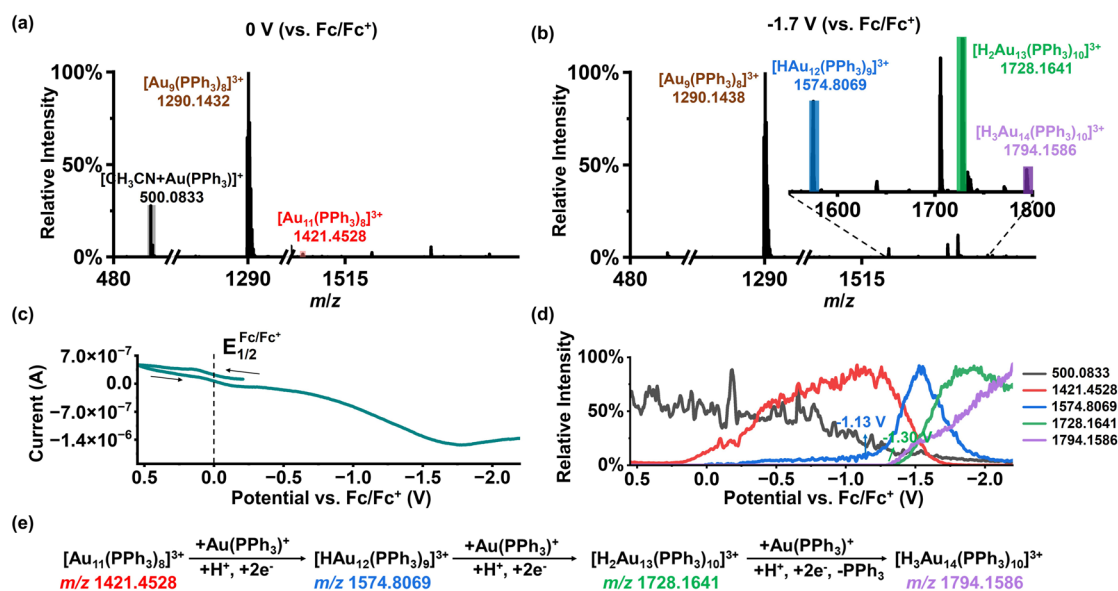 (a)
0 V (vs. Fc/Fc⁺)
100%
50%
0%
Relative Intensity
[Au₉(PPh₃)₈]³⁺
1290.1432
[CH₃CN+Au(PPh₃)]⁺
500.0833
[Au₁₁(PPh₃)₈]³⁺
1421.4528
480 1290 1515
m/z
(b)
-1.7 V (vs. Fc/Fc⁺)
100%
50%
0%
Relative Intensity
[Au₉(PPh₃)₈]³⁺
1290.1438
[HAu₁₂(PPh₃)₉]³⁺
1574.8069
[H₂Au₁₃(PPh₃)₁₀]³⁺
1728.1641
[H₃Au₁₄(PPh₃)₁₀]³⁺
1794.1586
1600 1700 1800
480 1290 1515
m/z
(c)
E₁/₂^Fc/Fc⁺
7.0×10⁻⁷
0.0
-7.0×10⁻⁷
-1.4×10⁻⁶
Current (A)
0.5 0.0 -0.5 -1.0 -1.5 -2.0
Potential vs. Fc/Fc⁺ (V)
(d)
100%
50%
0%
Relative Intensity
-1.13 V
-1.30 V
500.0833
1421.4528
1574.8069
1728.1641
1794.1586
0.5 0.0 -0.5 -1.0 -1.5 -2.0
Potential vs. Fc/Fc⁺ (V)
(e)
[Au₁₁(PPh₃)₈]³⁺ +Au(PPh₃)⁺ [HAu₁₂(PPh₃)₉]³⁺ +Au(PPh₃)⁺ [H₂Au₁₃(PPh₃)₁₀]³⁺ +Au(PPh₃)⁺ [H₃Au₁₄(PPh₃)₁₀]³⁺
+H⁺, +2e⁻ +H⁺, +2e⁻ +H⁺, +2e⁻, -PPh₃
m/z 1421.4528 m/z 1574.8069 m/z 1728.1641 m/z 1794.1586